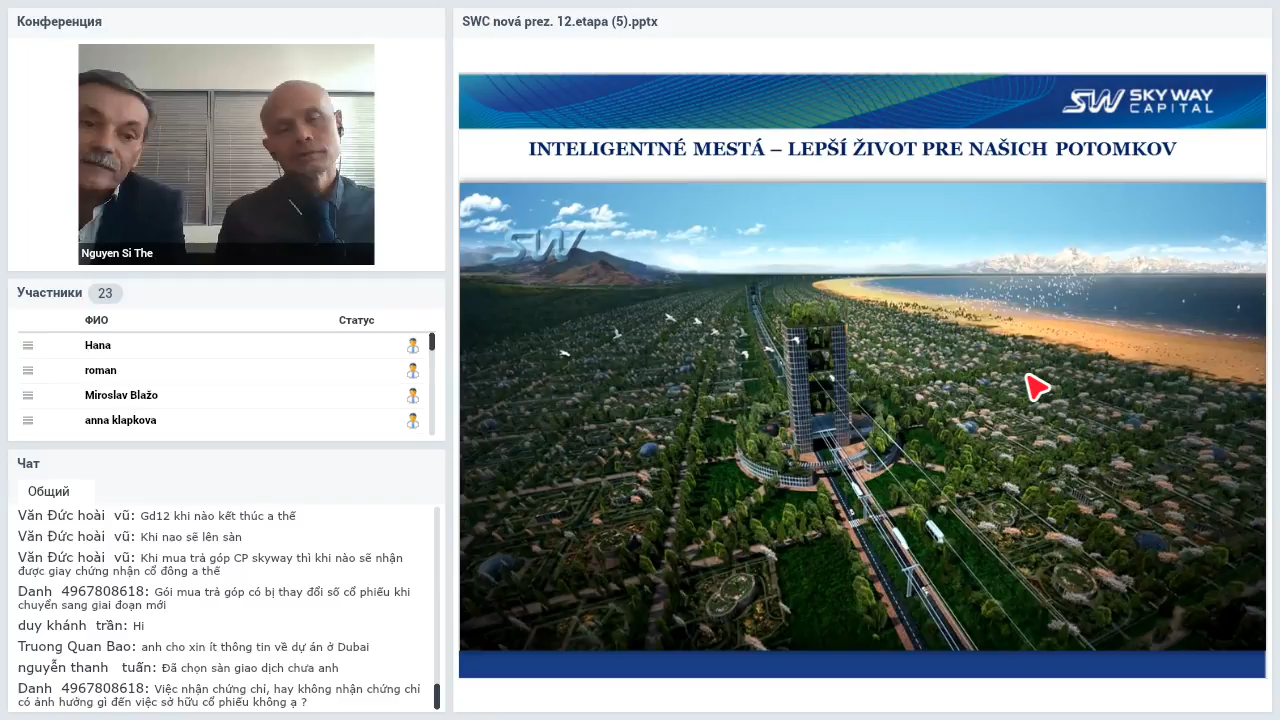 Конференция
Nguyen Si The
Участники 23
ФИО Статус
Hana
roman
Miroslav Blažo
anna klapkova
Чат
Общий
Văn Đức hoài vũ: Gd12 khi nào kết thúc a thế
Văn Đức hoài vũ: Khi nao sẽ lên sàn
Văn Đức hoài vũ: Khi mua trả góp CP skyway thì khi nào sẽ nhận
được giay chứng nhận cổ đông a thế
Danh 4967808618: Gói mua trả góp có bị thay đổi số cổ phiếu khi
chuyển sang giai đoạn mới
duy khánh trần: Hi
Truong Quan Bao: anh cho xin ít thông tin về dự án ở Dubai
nguyễn thanh tuấn: Đã chọn sàn giao dịch chưa anh
Danh 4967808618: Việc nhận chứng chỉ, hay không nhận chứng chỉ
có ảnh hưởng gì đến việc sở hữu cổ phiếu không ạ ?
SWC nová prez. 12.etapa (5).pptx
SW SKY WAY
CAPITAL
INTELIGENTNÉ MESTÁ – LEPŠÍ ŽIVOT PRE NAŠICH POTOMKOV
SW